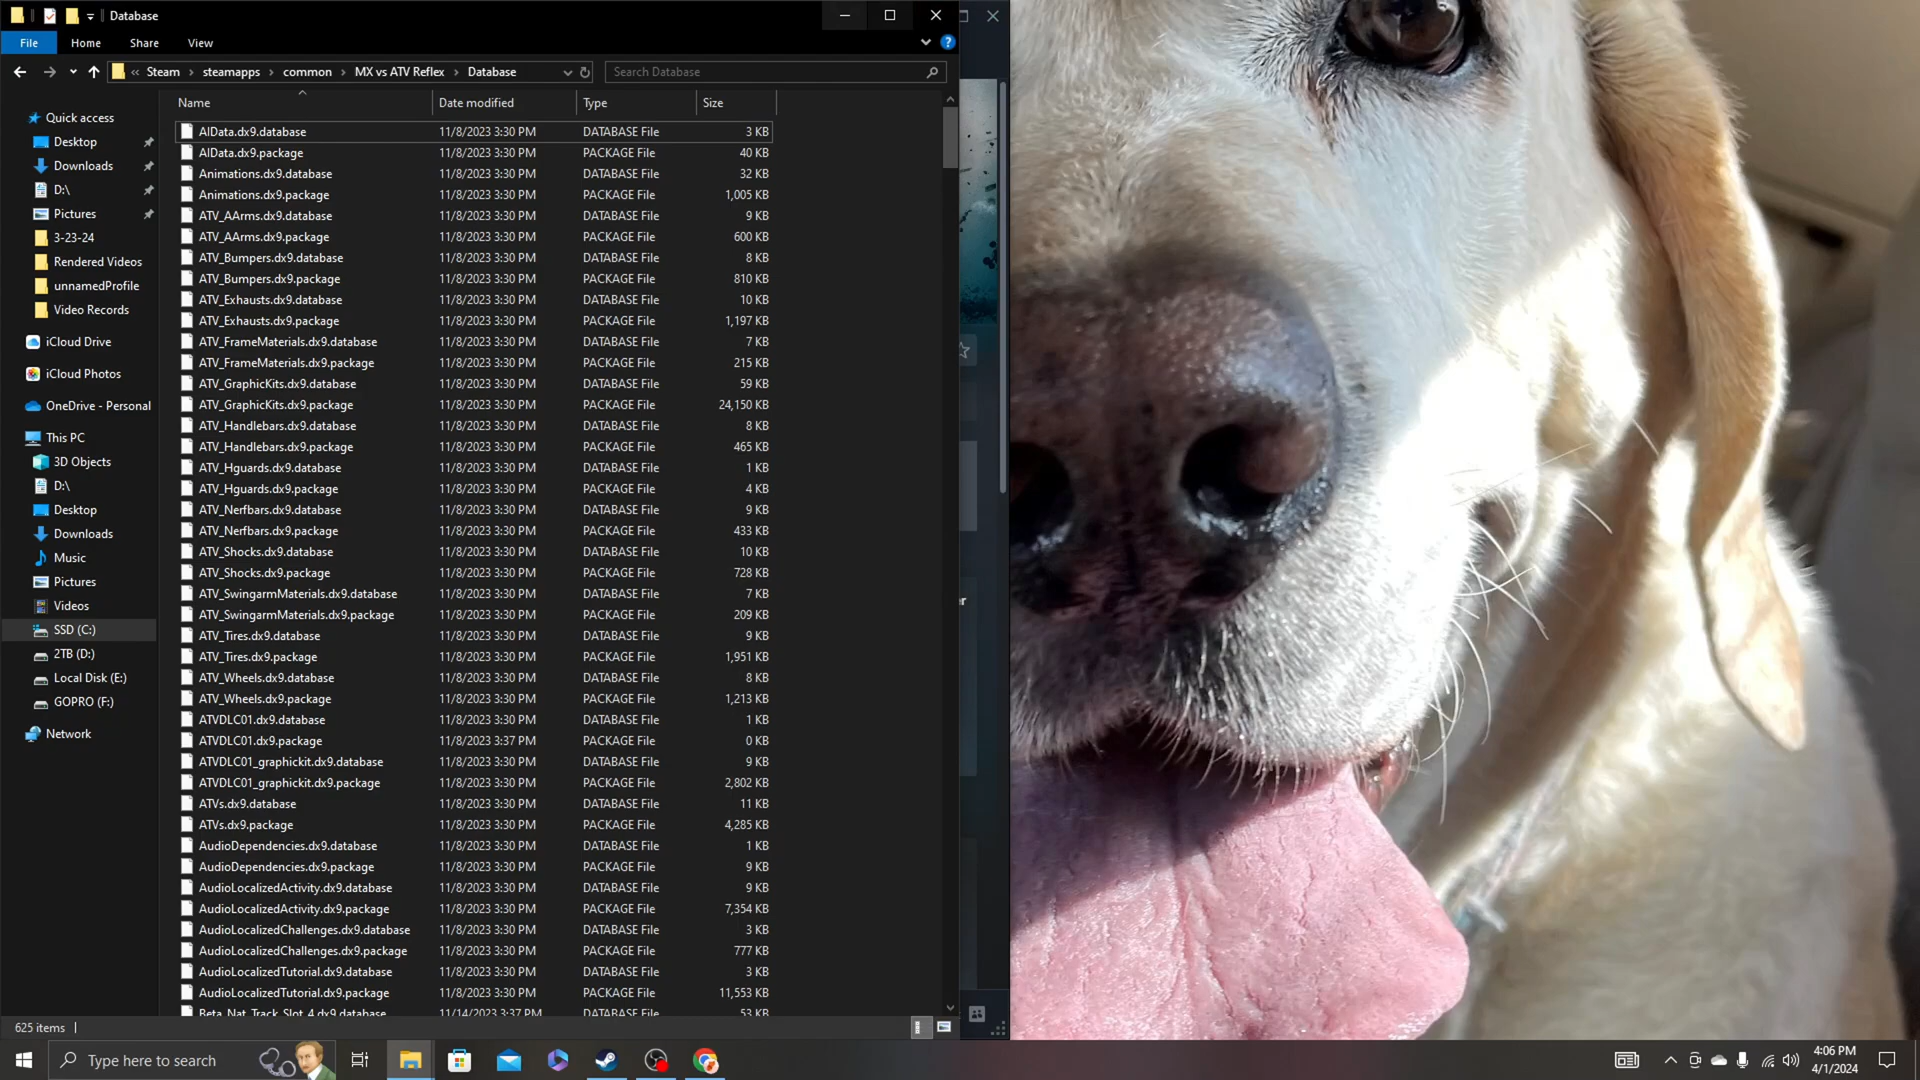 Database
File Home Share View
« Steam > steamapps > common > MX vs ATV Reflex > Database Search Database
Name Date modified Type Size
Quick access
Desktop
Downloads
D:\
Pictures
3-23-24
Rendered Videos
unnamedProfile
Video Records
iCloud Drive
iCloud Photos
OneDrive - Personal
This PC
3D Objects
D:\
Desktop
Downloads
Music
Pictures
Videos
SSD (C:)
2TB (D:)
Local Disk (E:)
GOPRO (F:)
Network
AIData.dx9.database 11/8/2023 3:30 PM DATABASE File 3 KB
AIData.dx9.package 11/8/2023 3:30 PM PACKAGE File 40 KB
Animations.dx9.database 11/8/2023 3:30 PM DATABASE File 32 KB
Animations.dx9.package 11/8/2023 3:30 PM PACKAGE File 1,005 KB
ATV_AArms.dx9.database 11/8/2023 3:30 PM DATABASE File 9 KB
ATV_AArms.dx9.package 11/8/2023 3:30 PM PACKAGE File 600 KB
ATV_Bumpers.dx9.database 11/8/2023 3:30 PM DATABASE File 8 KB
ATV_Bumpers.dx9.package 11/8/2023 3:30 PM PACKAGE File 810 KB
ATV_Exhausts.dx9.database 11/8/2023 3:30 PM DATABASE File 10 KB
ATV_Exhausts.dx9.package 11/8/2023 3:30 PM PACKAGE File 1,197 KB
ATV_FrameMaterials.dx9.database 11/8/2023 3:30 PM DATABASE File 7 KB
ATV_FrameMaterials.dx9.package 11/8/2023 3:30 PM PACKAGE File 215 KB
ATV_GraphicKits.dx9.database 11/8/2023 3:30 PM DATABASE File 59 KB
ATV_GraphicKits.dx9.package 11/8/2023 3:30 PM PACKAGE File 24,150 KB
ATV_Handlebars.dx9.database 11/8/2023 3:30 PM DATABASE File 8 KB
ATV_Handlebars.dx9.package 11/8/2023 3:30 PM PACKAGE File 465 KB
ATV_Hguards.dx9.database 11/8/2023 3:30 PM DATABASE File 1 KB
ATV_Hguards.dx9.package 11/8/2023 3:30 PM PACKAGE File 4 KB
ATV_Nerfbars.dx9.database 11/8/2023 3:30 PM DATABASE File 9 KB
ATV_Nerfbars.dx9.package 11/8/2023 3:30 PM PACKAGE File 433 KB
ATV_Shocks.dx9.database 11/8/2023 3:30 PM DATABASE File 10 KB
ATV_Shocks.dx9.package 11/8/2023 3:30 PM PACKAGE File 728 KB
ATV_SwingarmMaterials.dx9.database 11/8/2023 3:30 PM DATABASE File 7 KB
ATV_SwingarmMaterials.dx9.package 11/8/2023 3:30 PM PACKAGE File 209 KB
ATV_Tires.dx9.database 11/8/2023 3:30 PM DATABASE File 9 KB
ATV_Tires.dx9.package 11/8/2023 3:30 PM PACKAGE File 1,951 KB
ATV_Wheels.dx9.database 11/8/2023 3:30 PM DATABASE File 8 KB
ATV_Wheels.dx9.package 11/8/2023 3:30 PM PACKAGE File 1,213 KB
ATVDLC01.dx9.database 11/8/2023 3:30 PM DATABASE File 1 KB
ATVDLC01.dx9.package 11/8/2023 3:37 PM PACKAGE File 0 KB
ATVDLC01_graphickit.dx9.database 11/8/2023 3:30 PM DATABASE File 9 KB
ATVDLC01_graphickit.dx9.package 11/8/2023 3:30 PM PACKAGE File 2,802 KB
ATVs.dx9.database 11/8/2023 3:30 PM DATABASE File 11 KB
ATVs.dx9.package 11/8/2023 3:30 PM PACKAGE File 4,285 KB
AudioDependencies.dx9.database 11/8/2023 3:30 PM DATABASE File 1 KB
AudioDependencies.dx9.package 11/8/2023 3:30 PM PACKAGE File 9 KB
AudioLocalizedActivity.dx9.database 11/8/2023 3:30 PM DATABASE File 9 KB
AudioLocalizedActivity.dx9.package 11/8/2023 3:30 PM PACKAGE File 7,354 KB
AudioLocalizedChallenges.dx9.database 11/8/2023 3:30 PM DATABASE File 3 KB
AudioLocalizedChallenges.dx9.package 11/8/2023 3:30 PM PACKAGE File 777 KB
AudioLocalizedTutorial.dx9.database 11/8/2023 3:30 PM DATABASE File 3 KB
AudioLocalizedTutorial.dx9.package 11/8/2023 3:30 PM PACKAGE File 11,553 KB
Beta_Nat_Track_Slot_4.dx9.database 11/14/2023 3:37 PM DATABASE File 53 KB
625 items
Type here to search
4:06 PM
4/1/2024